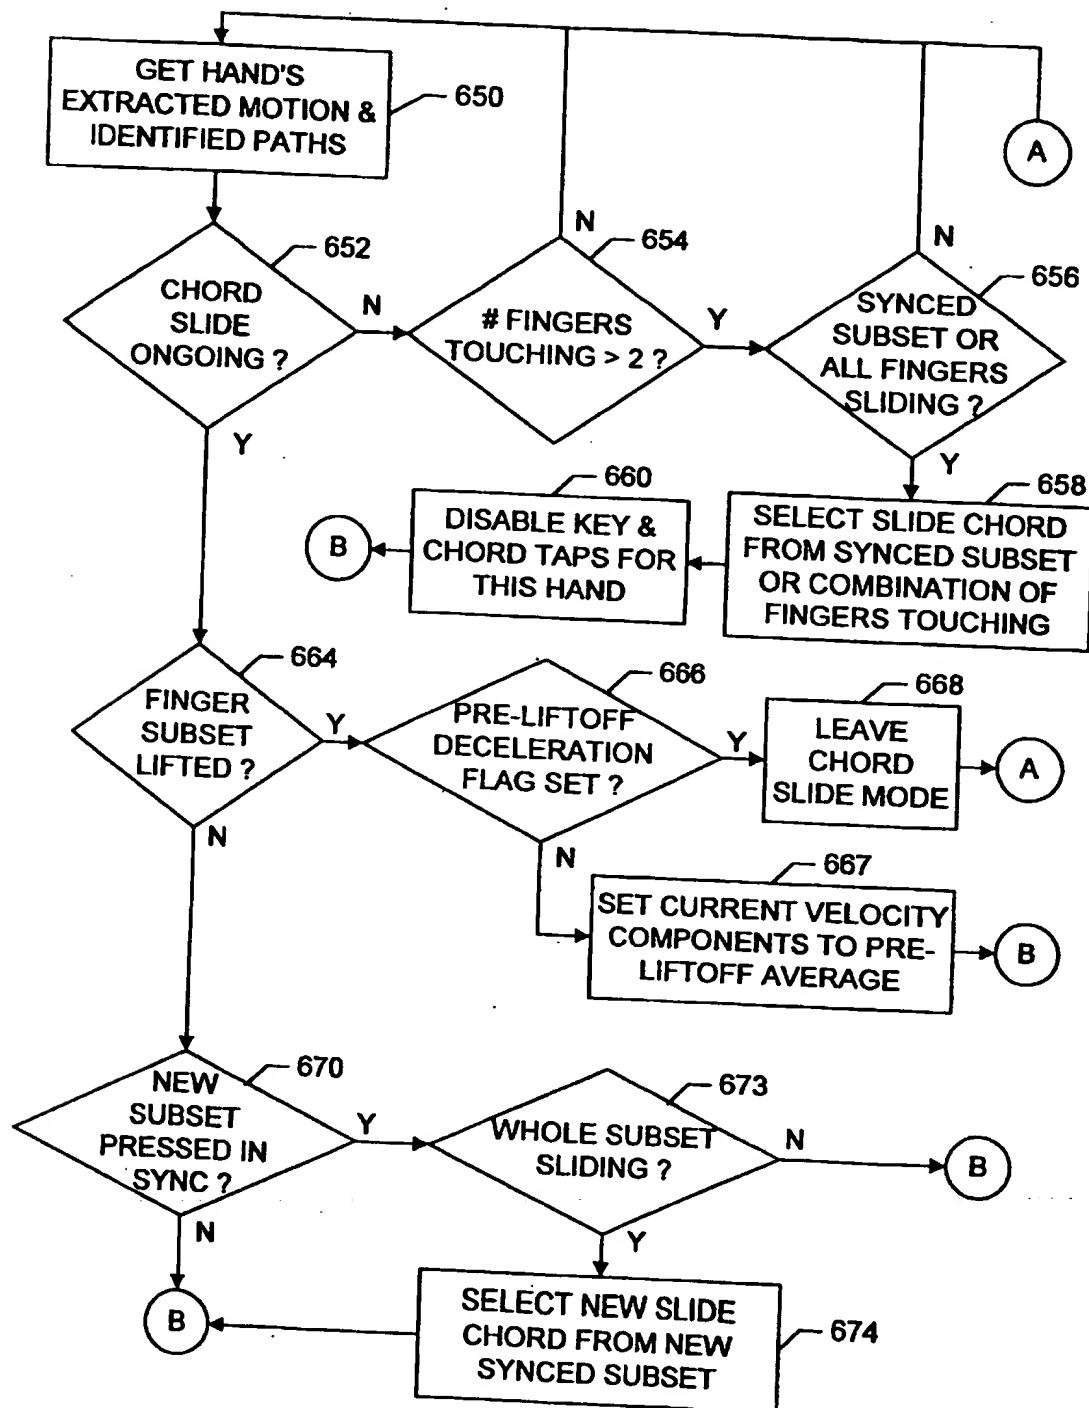 GET HAND'S
EXTRACTED MOTION &
IDENTIFIED PATHS
650
A
652
CHORD
SLIDE
ONGOING ?
N
Y
654
# FINGERS
TOUCHING > 2 ?
N
Y
656
SYNCED
SUBSET OR
ALL FINGERS
SLIDING ?
N
Y
658
SELECT SLIDE CHORD
FROM SYNCED SUBSET
OR COMBINATION OF
FINGERS TOUCHING
660
DISABLE KEY &
CHORD TAPS FOR
THIS HAND
B
664
FINGER
SUBSET
LIFTED ?
Y
N
666
PRE-LIFTOFF
DECELERATION
FLAG SET ?
Y
N
668
LEAVE
CHORD
SLIDE MODE
A
667
SET CURRENT VELOCITY
COMPONENTS TO PRE-
LIFTOFF AVERAGE
B
670
NEW
SUBSET
PRESSED IN
SYNC ?
Y
N
673
WHOLE SUBSET
SLIDING ?
N
B
Y
B
SELECT NEW SLIDE
CHORD FROM NEW
SYNCED SUBSET
674